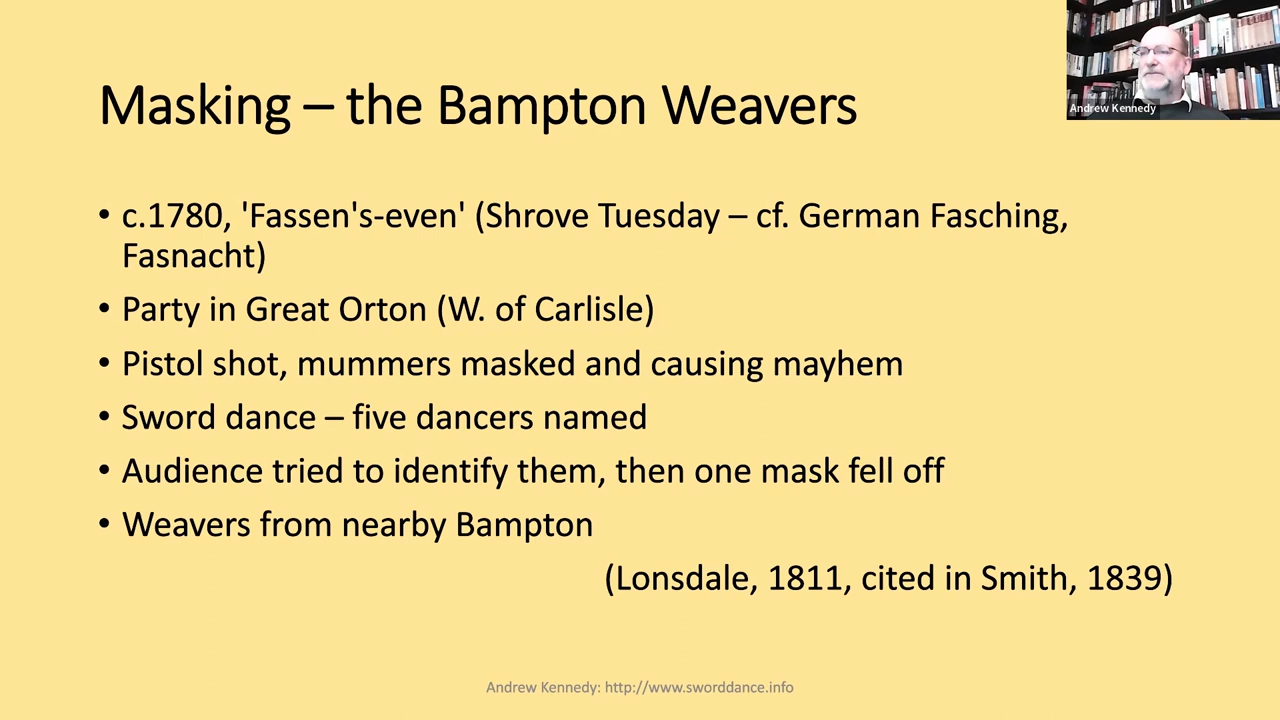 Masking – the Bampton Weavers
Andrew Kennedy
• c.1780, 'Fassen's-even' (Shrove Tuesday – cf. German Fasching,
Fasnacht)
• Party in Great Orton (W. of Carlisle)
• Pistol shot, mummers masked and causing mayhem
• Sword dance – five dancers named
• Audience tried to identify them, then one mask fell off
• Weavers from nearby Bampton
(Lonsdale, 1811, cited in Smith, 1839)
Andrew Kennedy: http://www.sworddance.info